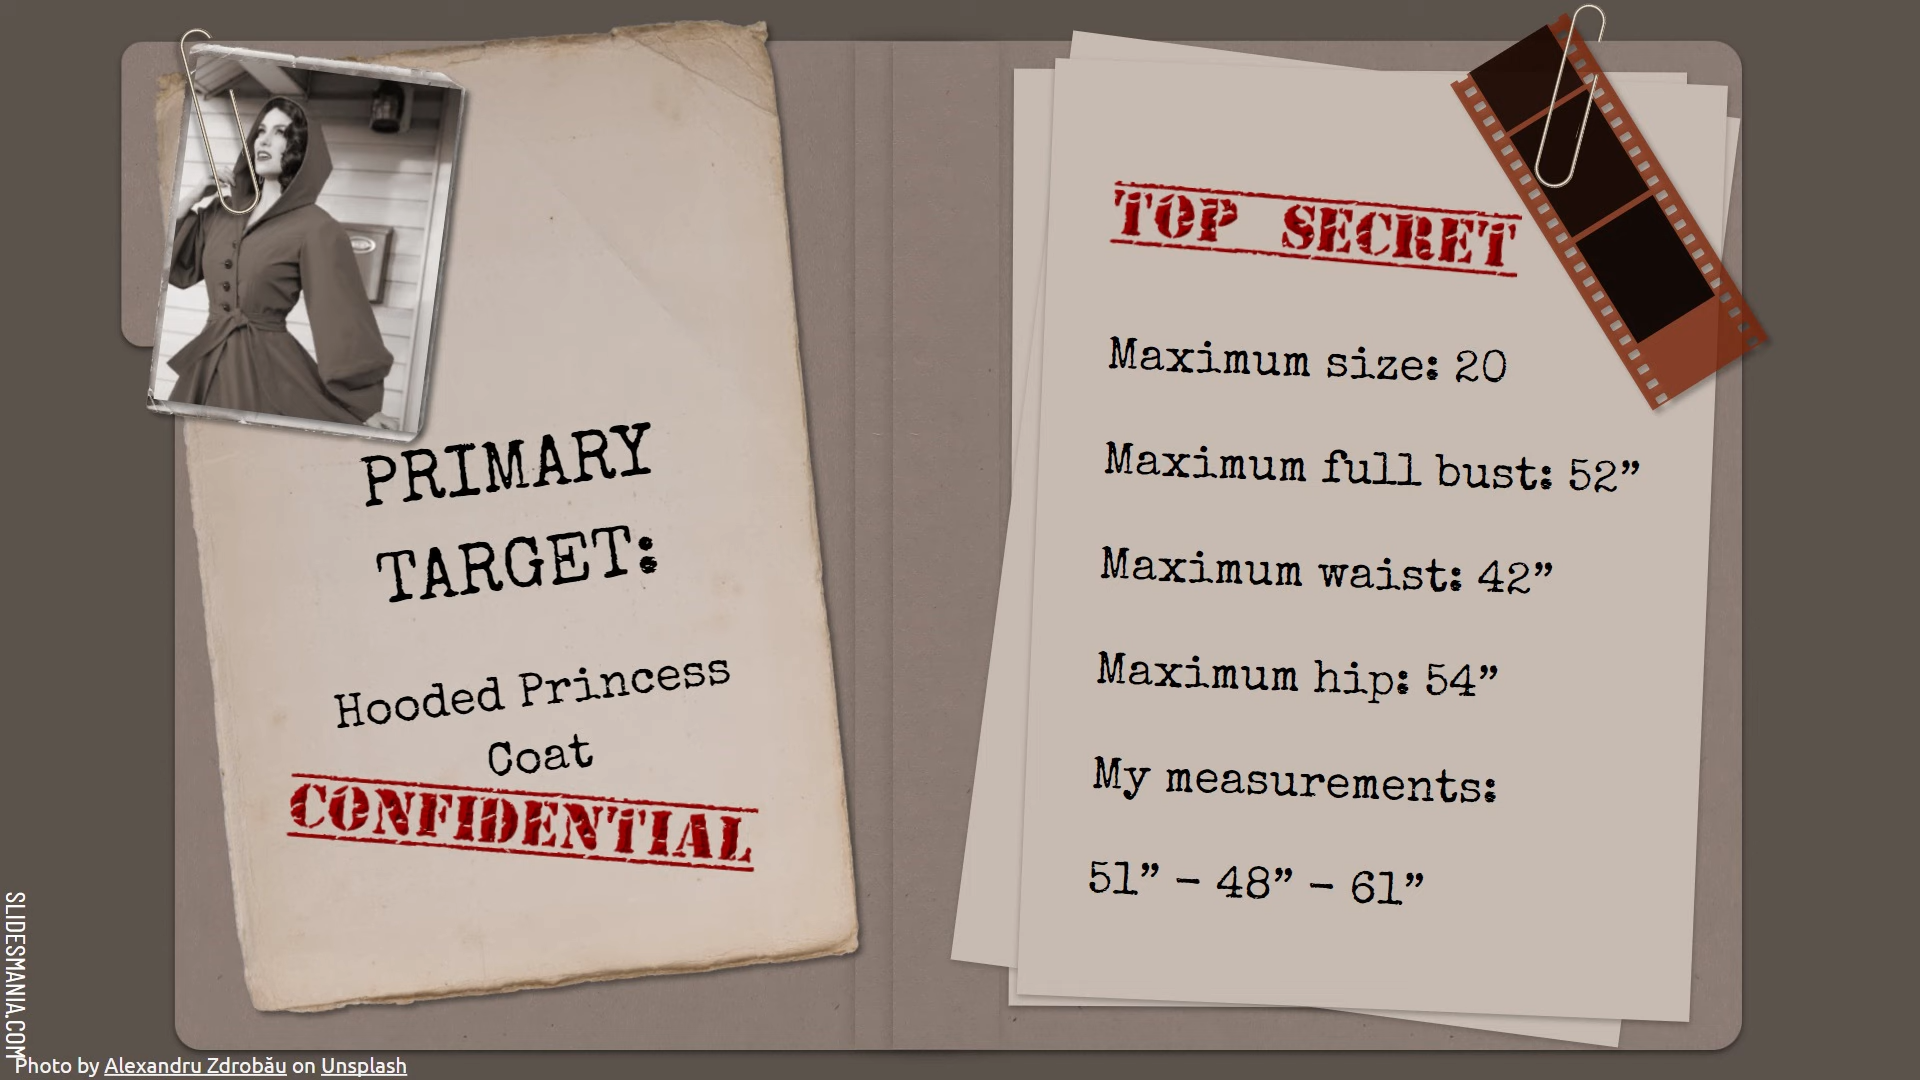 PRIMARY
TARGET:
Hooded Princess
Coat
CONFIDENTIAL
TOP SECRET
Maximum size: 20
Maximum full bust: 52”
Maximum waist: 42”
Maximum hip: 54”
My measurements:
51” – 48” – 61”
SLIDESMANIA.COM
Photo by Alexandru Zdrobău on Unsplash